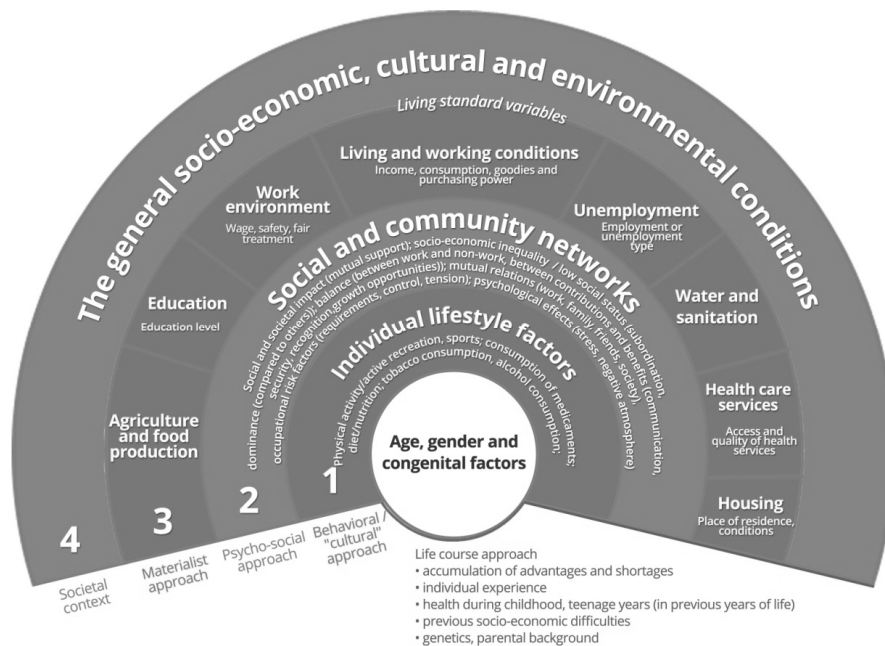 The general socio-economic, cultural and environmental conditions
Living standard variables
Living and working conditions
Income, consumption, goodies and
purchasing power
Work
environment
Wage, safety, fair
treatment
Unemployment
Employment or
unemployment
type
Education
Education level
Water and
sanitation
Agriculture
and food
production
Health care
services
Access and
quality of health
services
Housing
Place of residence,
conditions
Social and community networks
Social and societal impact (mutual support); socio-economic inequality / low social status (subordination,
dominance (compared to others)); balance (between work and non-work, between contributions and benefits (communication,
security, recognition,growth opportunities)); mutual relations (work, family, friends, society),
occupational risk factors (requirements, control, tension); psychological effects (stress, negative atmosphere)
Individual lifestyle factors
Physical activity/active recreation, sports; consumption of medicaments;
diet/nutrition; tobacco consumption, alcohol consumption;
Age, gender and
congenital factors
4
3
2
1
Societal
context
Materialist
approach
Psycho-social
approach
Behavioral /
"cultural"
approach
Life course approach
• accumulation of advantages and shortages
• individual experience
• health during childhood, teenage years (in previous years of life)
• previous socio-economic difficulties
• genetics, parental background